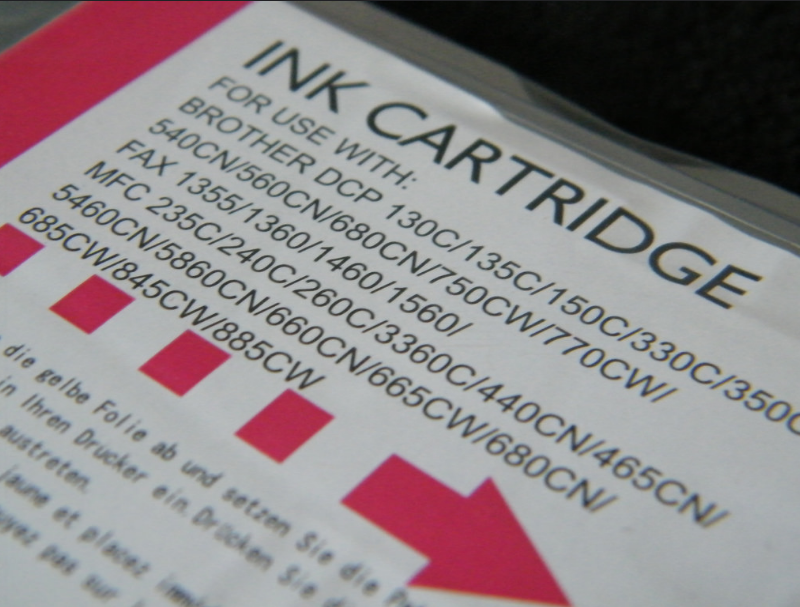 INK CARTRIDGE
FOR USE WITH:
BROTHER DCP 130C/135C/150C/330C/350C
540CN/560CN/680CN/750CW/770CW/
FAX 1355/1360/1460/1560/
MFC 235C/240C/260C/3360C/440CN/465CN/
5460CN/5860CN/660CN/665CW/680CN/
685CW/845CW/885CW
die gelbe Folie ab und setzen Sie die
in Ihren Drucker ein. Drücken Sie
austreten.
jaune et placez
pas sur